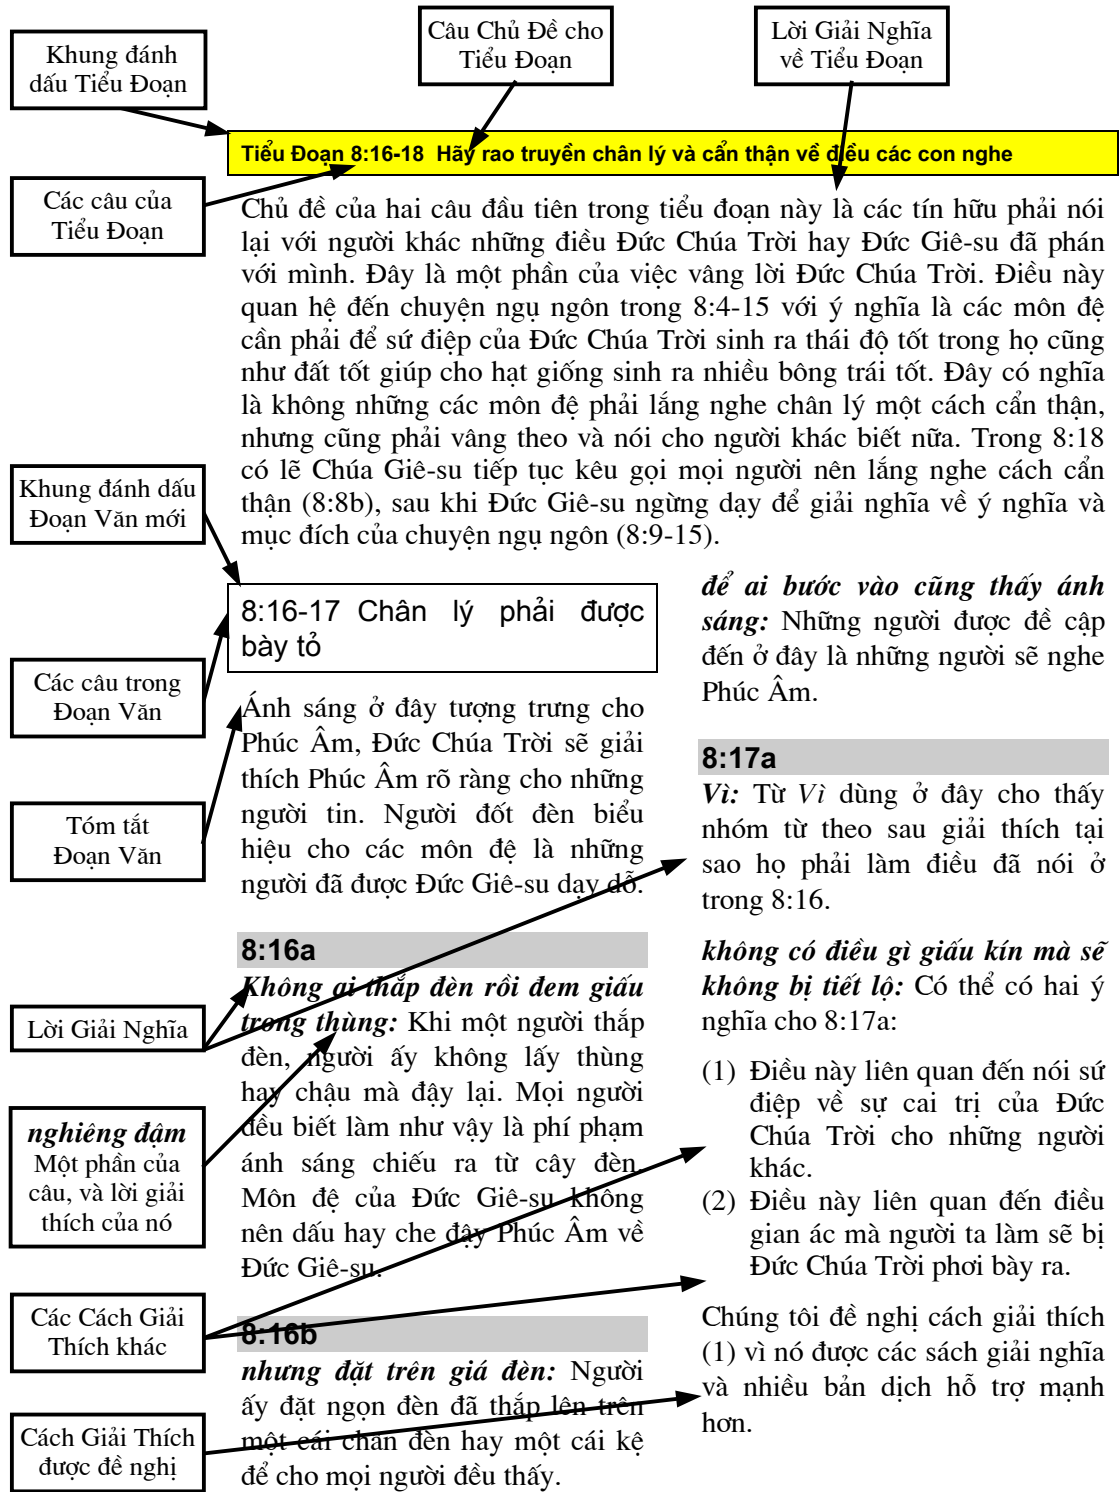 Câu Chủ Đề cho
Tiểu Đoạn
Lời Giải Nghĩa
về Tiểu Đoạn
Khung đánh
dấu Tiểu Đoạn
Tiểu Đoạn 8:16-18 Hãy rao truyền chân lý và cẩn thận về điều các con nghe
Các câu của
Tiểu Đoạn
Chủ đề của hai câu đầu tiên trong tiểu đoạn này là các tín hữu phải nói
lại với người khác những điều Đức Chúa Trời hay Đức Giê-su đã phán
với mình. Đây là một phần của việc vâng lời Đức Chúa Trời. Điều này
quan hệ đến chuyện ngụ ngôn trong 8:4-15 với ý nghĩa là các môn đệ
cần phải để sứ điệp của Đức Chúa Trời sinh ra thái độ tốt trong họ cũng
như đất tốt giúp cho hạt giống sinh ra nhiều bông trái tốt. Đây có nghĩa
là không những các môn đệ phải lắng nghe chân lý một cách cẩn thận,
nhưng cũng phải vâng theo và nói cho người khác biết nữa. Trong 8:18
có lẽ Chúa Giê-su tiếp tục kêu gọi mọi người nên lắng nghe cách cẩn
thận (8:8b), sau khi Đức Giê-su ngừng dạy để giải nghĩa về ý nghĩa và
mục đích của chuyện ngụ ngôn (8:9-15).
Khung đánh dấu
Đoạn Văn mới
8:16-17 Chân lý phải được
bày tỏ
Các câu trong
Đoạn Văn
Ánh sáng ở đây tượng trưng cho
Phúc Âm, Đức Chúa Trời sẽ giải
thích Phúc Âm rõ ràng cho những
người tin. Người đốt đèn biểu
hiệu cho các môn đệ là những
người đã được Đức Giê-su dạy dỗ.
Tóm tắt
Đoạn Văn
8:16a
Không ai thắp đèn rồi đem giấu
trong thùng: Khi một người thắp
đèn, người ấy không lấy thùng
hay chậu mà đậy lại. Mọi người
đều biết làm như vậy là phí phạm
ánh sáng chiếu ra từ cây đèn.
Môn đệ của Đức Giê-su không
nên dấu hay che đậy Phúc Âm về
Đức Giê-su.
Lời Giải Nghĩa
nghiêng đậm
Một phần của
câu, và lời giải
thích của nó
Các Cách Giải
Thích khác
8:16b
nhưng đặt trên giá đèn: Người
ấy đặt ngọn đèn đã thắp lên trên
một cái chân đèn hay một cái kệ
để cho mọi người đều thấy.
Cách Giải Thích
được đề nghị
để ai bước vào cũng thấy ánh
sáng: Những người được đề cập
đến ở đây là những người sẽ nghe
Phúc Âm.
8:17a
Vì: Từ Vì dùng ở đây cho thấy
nhóm từ theo sau giải thích tại
sao họ phải làm điều đã nói ở
trong 8:16.
không có điều gì giấu kín mà sẽ
không bị tiết lộ: Có thể có hai ý
nghĩa cho 8:17a:
(1) Điều này liên quan đến nói sứ
điệp về sự cai trị của Đức
Chúa Trời cho những người
khác.
(2) Điều này liên quan đến điều
gian ác mà người ta làm sẽ bị
Đức Chúa Trời phơi bày ra.
Chúng tôi đề nghị cách giải thích
(1) vì nó được các sách giải nghĩa
và nhiều bản dịch hỗ trợ mạnh
hơn.